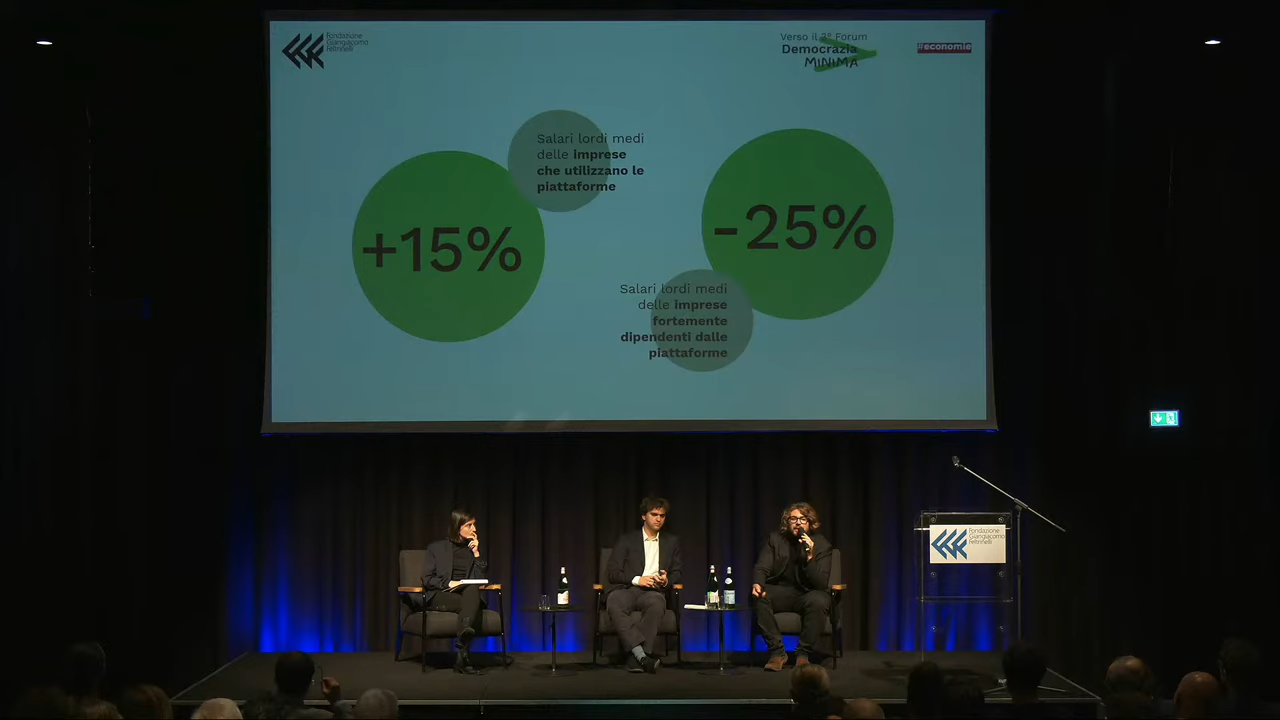 Fondazione
Giangiacomo
Feltrinelli
Verso il 3° Forum
Democrazia
MINIMA
#economie
Salari lordi medi
delle imprese
che utilizzano le
piattaforme
+15%
-25%
Salari lordi medi
delle imprese
fortemente
dipendenti dalle
piattaforme
Fondazione
Giangiacomo
Feltrinelli